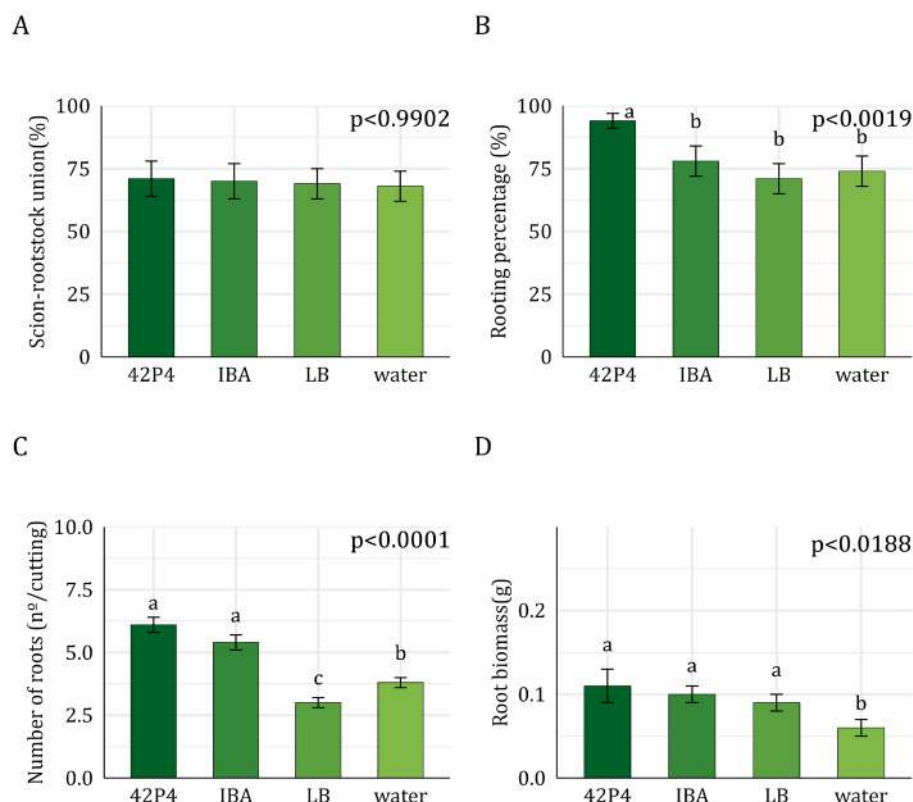 A
p<0.9902
Scion-rootstock union(%)
100
75
50
25
0
42P4 IBA LB water
B
p<0.0019
Rooting percentage (%)
100
75
50
25
0
a b b b
42P4 IBA LB water
C
p<0.0001
Number of roots (nº/cutting)
10.0
7.5
5.0
2.5
0.0
a a c b
42P4 IBA LB water
D
p<0.0188
Root biomass(g)
0.2
0.1
0.0
a a a b
42P4 IBA LB water